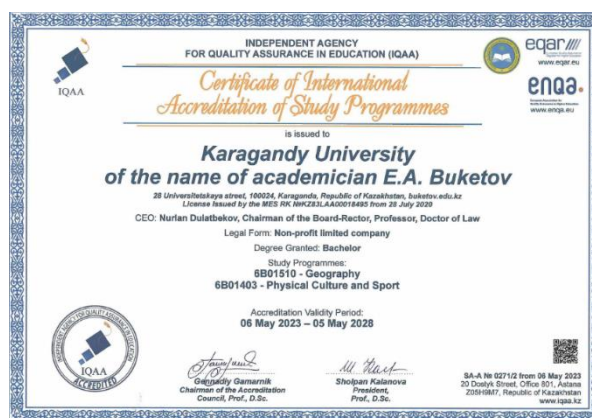 INDEPENDENT AGENCY
FOR QUALITY ASSURANCE IN EDUCATION (IQAA)
IQAA
eqar
www.eqar.eu
enqa.
www.enqa.eu
Certificate of International
Accreditation of Study Programmes
is issued to
Karagandy University
of the name of academician E.A. Buketov
28 Universitetskaya street, 100024, Karaganda, Republic of Kazakhstan, buketov.edu.kz
License issued by the MES RK №KZ83LAA00018495 from 28 July 2020
CEO: Nurlan Dulatbekov, Chairman of the Board-Rector, Professor, Doctor of Law
Legal Form: Non-profit limited company
Degree Granted: Bachelor
Study Programmes:
6B01510 - Geography
6B01403 - Physical Culture and Sport
Accreditation Validity Period:
06 May 2023 – 05 May 2028
IQAA
ACCREDITED
Gennadiy Gamarnik
Chairman of the Accreditation
Council, Prof., D.Sc.
Sholpan Kalanova
President,
Prof., D.Sc.
SA-A № 0271/2 from 06 May 2023
20 Dostyk Street, Office 801, Astana
Z05H9M7, Republic of Kazakhstan
www.iqaa.kz